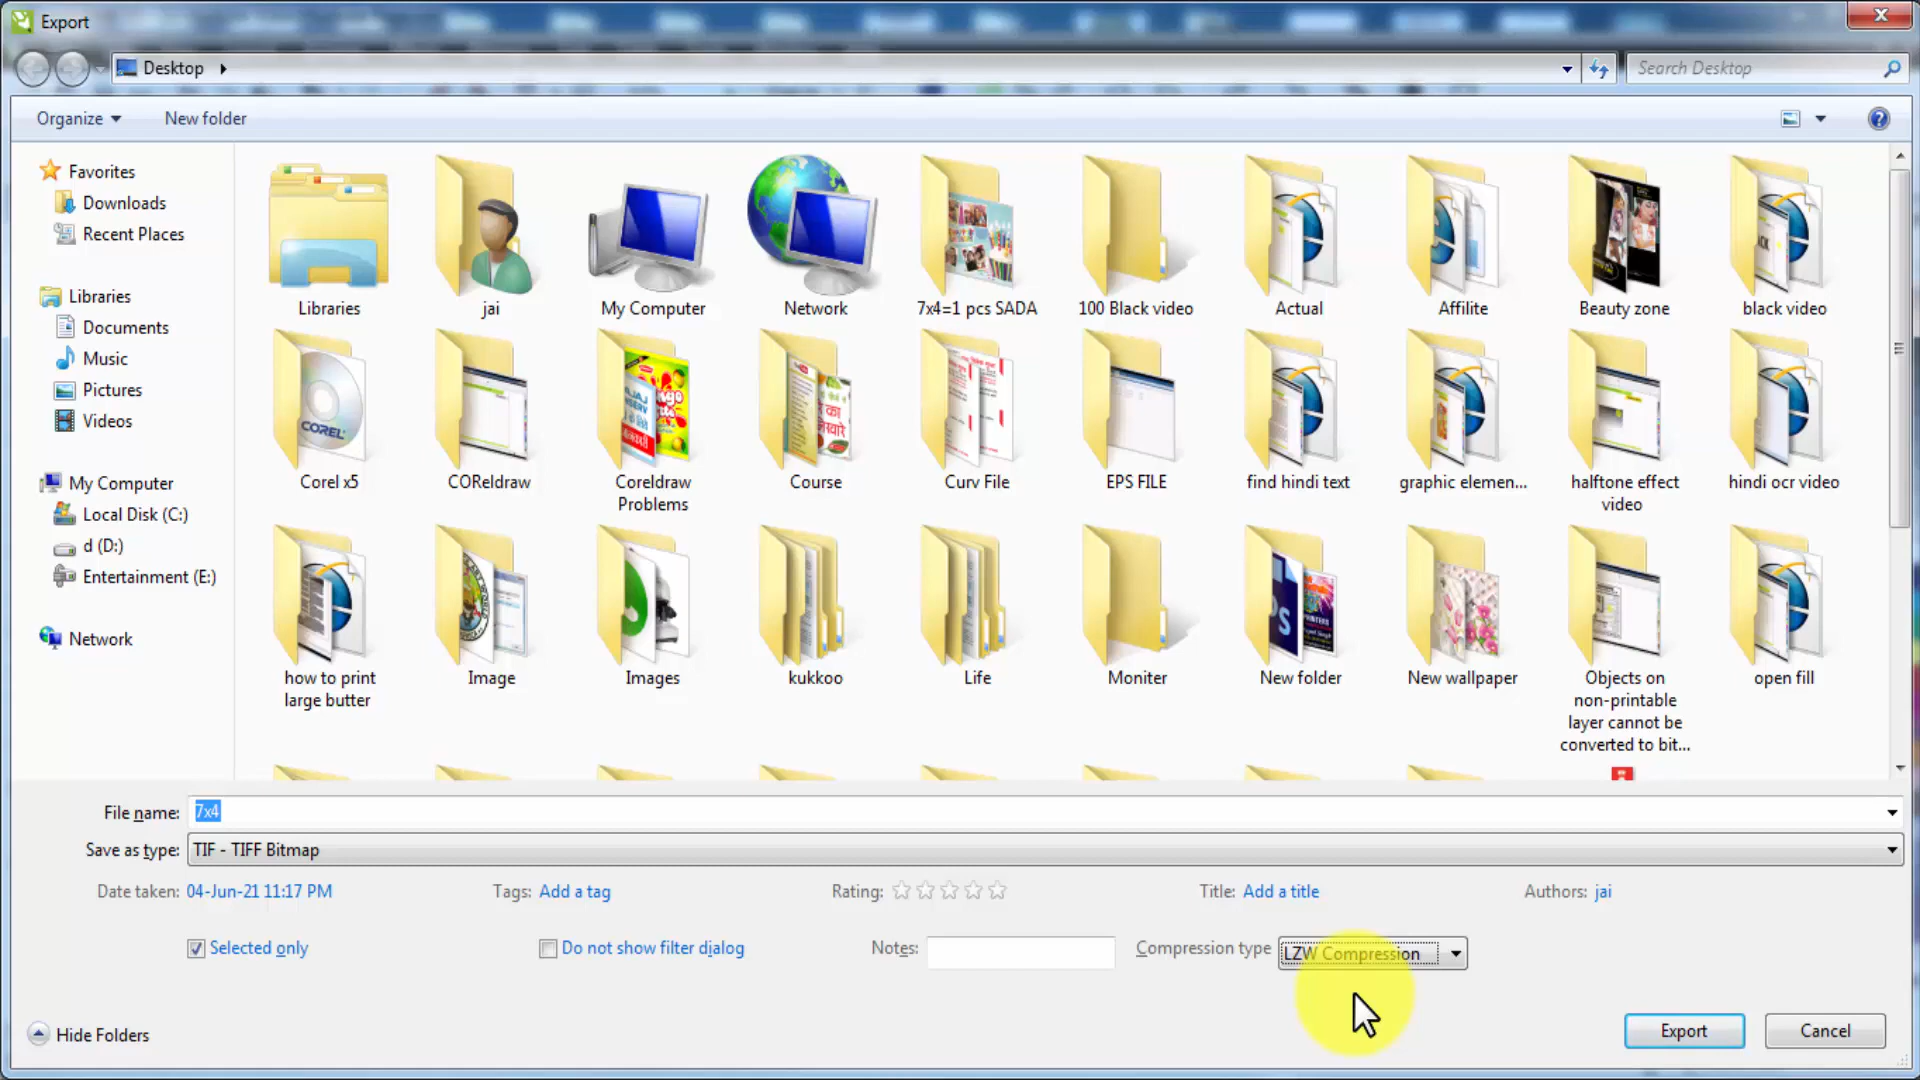 Export
Desktop
Search Desktop
Organize
New folder
Favorites
Downloads
Recent Places
Libraries
Documents
Music
Pictures
Videos
My Computer
Local Disk (C:)
d (D:)
Entertainment (E:)
Network
Libraries
jai
My Computer
Network
7x4=1 pcs SADA
100 Black video
Actual
Affilite
Beauty zone
black video
COREL
Corel x5
COReldraw
Coreldraw
Problems
Course
Curv File
EPS FILE
find hindi text
graphic elemen...
halftone effect
video
hindi ocr video
how to print
large butter
Image
Images
kukkoo
Life
Moniter
New folder
New wallpaper
Objects on
non-printable
layer cannot be
converted to bit...
open fill
File name: 7x4
Save as type: TIF - TIFF Bitmap
Date taken: 04-Jun-21 11:17 PM
Tags: Add a tag
Rating:
Title: Add a title
Authors: jai
Selected only
Do not show filter dialog
Notes:
Compression type LZW Compression
Hide Folders
Export
Cancel